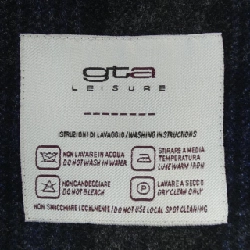 gta
LEISURE
ISTRUZIONI DI LAVAGGIO/WASHING INSTRUCTIONS
NON LAVARE IN ACQUA
DO NOT WASH IN WATER
STIRARE A MEDIA
TEMPERATURA
LUKE WARM IRON
NON CANDEGGIARE
DO NOT BLEACH
P
LAVARE A SECCO
DRY CLEAN ONLY
NON SMACCHIARE LOCALMENTE/DO NOT USE LOCAL SPOT CLEANING